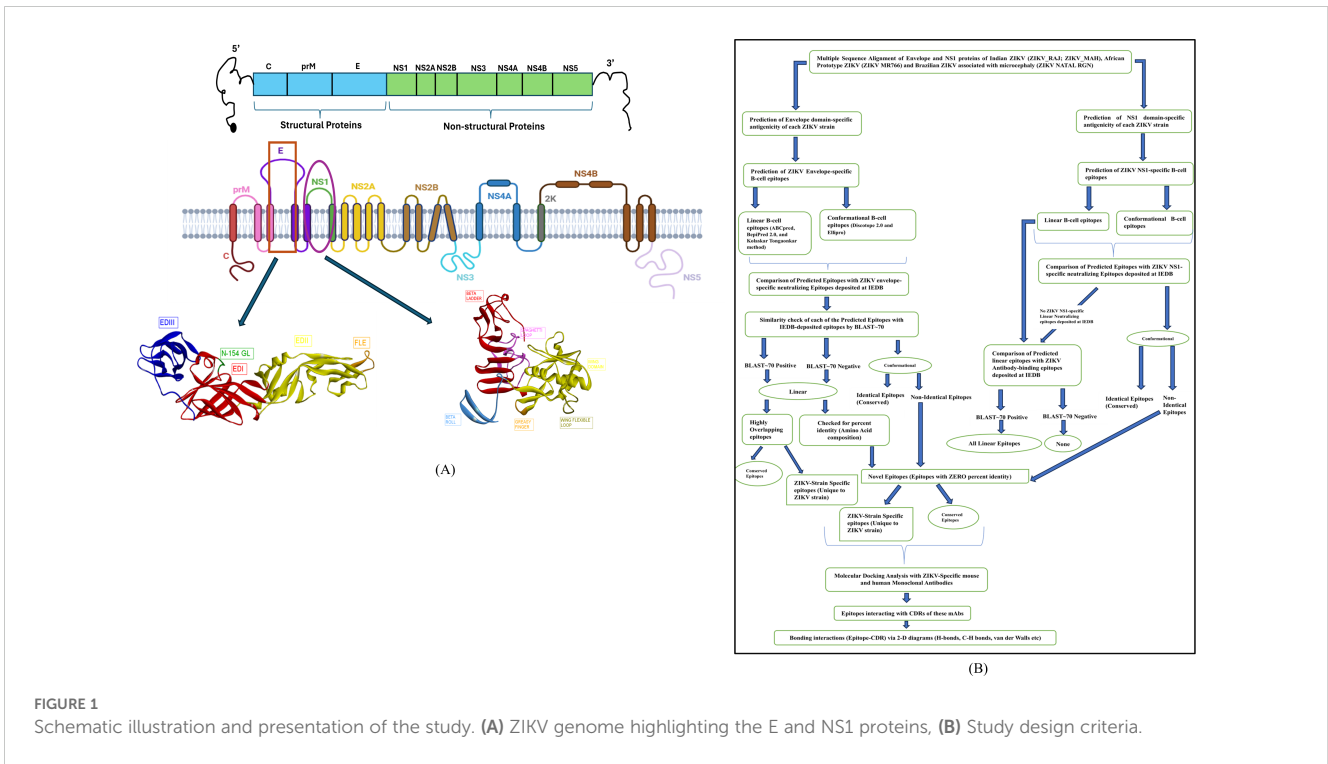 5’
3’
C
prM
E
NS1
NS2A
NS2B
NS3
NS4A
NS4B
NS5
Structural Proteins
Non-structural Proteins
E
prM
NS1
NS2A
NS2B
NS4A
2K
NS4B
C
NS3
NS5
EDIII
N-154 GL
EDI
EDII
FLE
BETA
LADDER
BETA
ROLL
GREASY
FINGER
WING FLEXIBLE
LOOP
(A)
Multiple Sequence Alignment of Envelope and NS1 proteins of Indian ZIKV (ZIKV_RAJ; ZIKV_MAH), African
Prototype ZIKV (ZIKV MR766) and Brazilian ZIKV associated with microcephaly (ZIKV NATAL RGN)
Prediction of Envelope domain-specific
antigenicity of each ZIKV strain
Prediction of NS1 domain-specific
antigenicity of each ZIKV strain
Prediction of ZIKV Envelope-specific
B-cell epitopes
Prediction of ZIKV NS1-specific B-cell
epitopes
Linear B-cell
epitopes (ABCpred,
BepiPred 2.0, and
Kolaskar Tongaonkar
method)
Conformational B-cell
epitopes (Discotope 2.0 and
Ellipro)
Linear B-cell epitopes
Conformational B-cell
epitopes
Comparison of Predicted Epitopes with ZIKV envelope-
specific neutralizing Epitopes deposited at IEDB
Comparison of Predicted Epitopes with ZIKV NS1-
specific neutralizing Epitopes deposited at IEDB
Similarity check of each of the Predicted Epitopes with
IEDB-deposited epitopes by BLAST-70
No ZIKV NS1-specific
Linear Neutralizing
epitopes deposited at IEDB
BLAST-70 Positive
BLAST-70 Negative
Conformational
Linear
Identical Epitopes
(Conserved)
Non-Identical Epitopes
Comparison of Predicted
linear epitopes with ZIKV
Antibody-binding epitopes
deposited at IEDB
Conformational
Identical Epitopes
(Conserved)
Non-
Identical
Epitopes
BLAST-70 Positive
BLAST-70 Negative
All Linear Epitopes
None
Highly
Overlapping
epitopes
Checked for percent
identity (Amino Acid
composition)
Conserved
Epitopes
ZIKV-Strain Specific
epitopes (Unique to
ZIKV strain)
Novel Epitopes (Epitopes with ZERO percent identity)
ZIKV-Strain Specific
epitopes (Unique to
ZIKV strain)
Conserved
Epitopes
Molecular Docking Analysis with ZIKV-Specific mouse
and human Monoclonal Antibodies
Epitopes interacting with CDRs of these mAbs
Bonding interactions (Epitope-CDR) via 2-D diagrams (H-bonds, C-H bonds, van der Walls etc)
(B)
FIGURE 1
Schematic illustration and presentation of the study. (A) ZIKV genome highlighting the E and NS1 proteins, (B) Study design criteria.